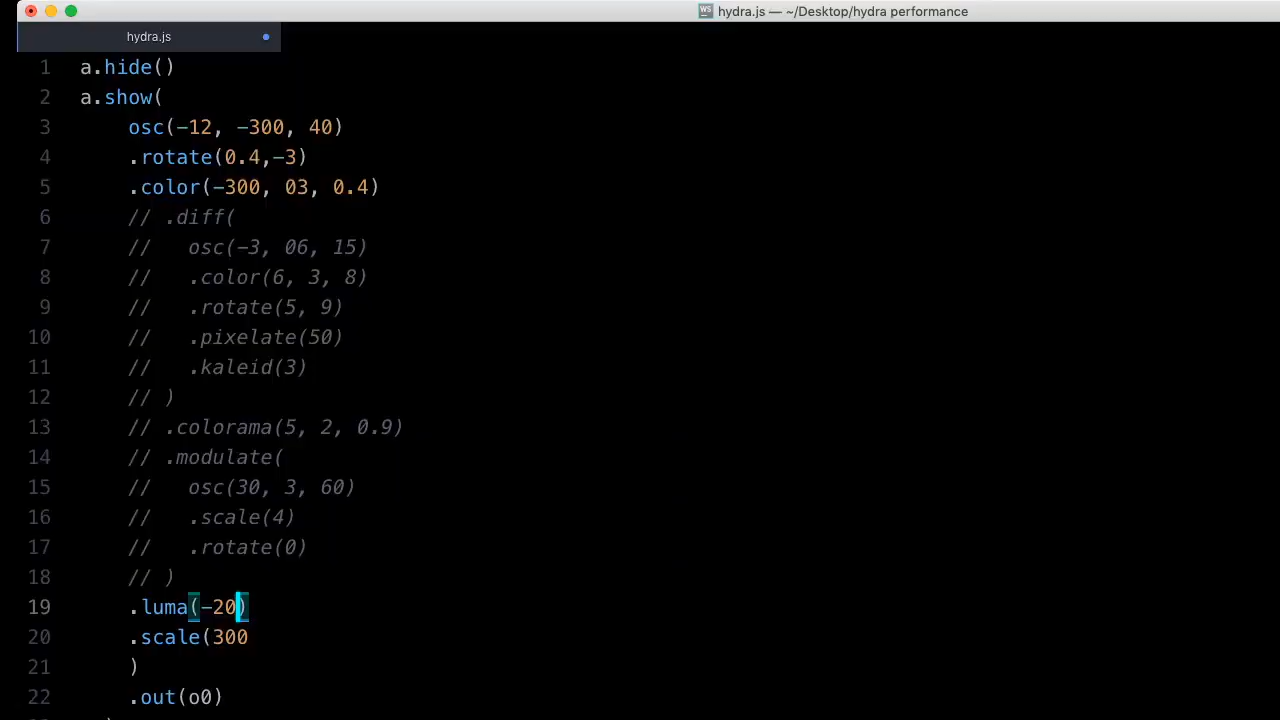 hydra.js — ~/Desktop/hydra performance
hydra.js
1 a.hide()
2 a.show(
3 osc(-12, -300, 40)
4 .rotate(0.4,-3)
5 .color(-300, 03, 0.4)
6 // .diff(
7 //   osc(-3, 06, 15)
8 //   .color(6, 3, 8)
9 //   .rotate(5, 9)
10 //   .pixelate(50)
11 //   .kaleid(3)
12 // )
13 // .colorama(5, 2, 0.9)
14 // .modulate(
15 //   osc(30, 3, 60)
16 //   .scale(4)
17 //   .rotate(0)
18 // )
19 .luma(-20)
20 .scale(300
21 )
22 .out(o0)